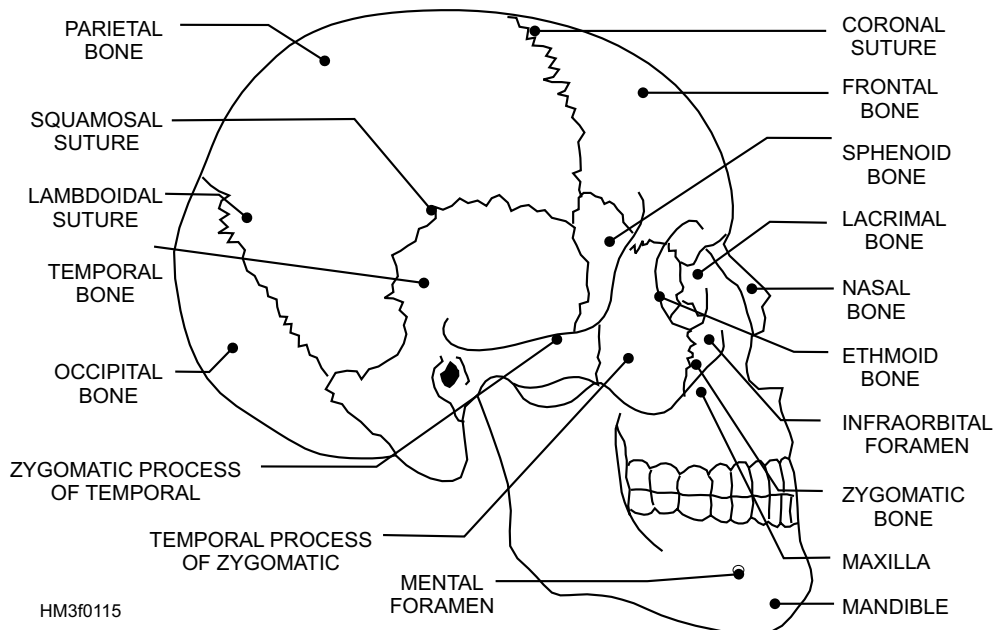 PARIETAL
BONE
SQUAMOSAL
SUTURE
LAMBDOIDAL
SUTURE
TEMPORAL
BONE
OCCIPITAL
BONE
ZYGOMATIC PROCESS
OF TEMPORAL
TEMPORAL PROCESS
OF ZYGOMATIC
MENTAL
FORAMEN
HM3f0115
CORONAL
SUTURE
FRONTAL
BONE
SPHENOID
BONE
LACRIMAL
BONE
NASAL
BONE
ETHMOID
BONE
INFRAORBITAL
FORAMEN
ZYGOMATIC
BONE
MAXILLA
MANDIBLE